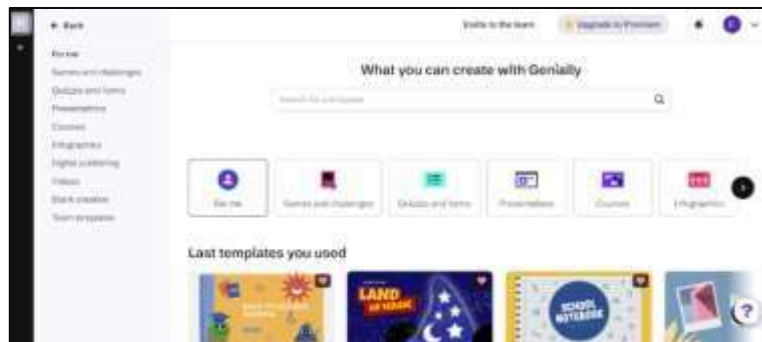 ← Back
Invite to the team
Upgrade to Premium
For me
Games and challenges
Quizzes and forms
Presentations
Courses
Infographics
Digital publishing
Videos
Blank creation
Team templates
What you can create with Genially
Search for a template
For me
Games and challenges
Quizzes and forms
Presentations
Courses
Infographics
Last templates you used
LAND
OF MAGIC
SCHOOL
NOTEBOOK
?